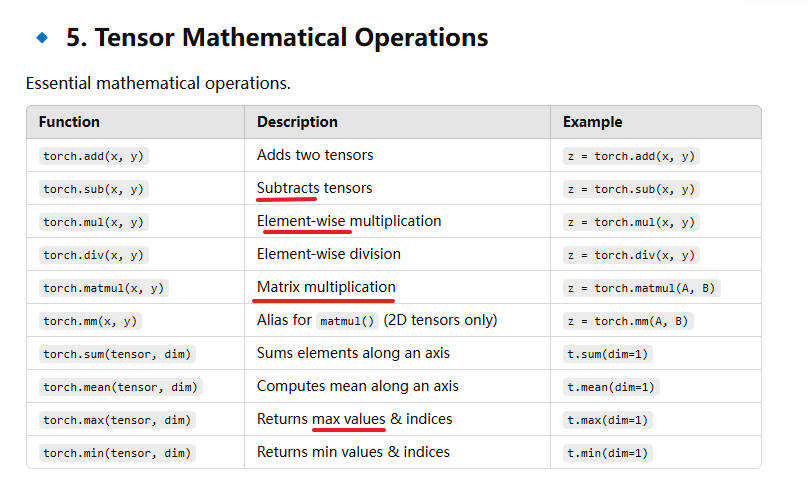 5. Tensor Mathematical Operations
Essential mathematical operations.
Function Description Example
torch.add(x, y) Adds two tensors z = torch.add(x, y)
torch.sub(x, y) Subtracts tensors z = torch.sub(x, y)
torch.mul(x, y) Element-wise multiplication z = torch.mul(x, y)
torch.div(x, y) Element-wise division z = torch.div(x, y)
torch.matmul(x, y) Matrix multiplication z = torch.matmul(A, B)
torch.mm(x, y) Alias for matmul() (2D tensors only) z = torch.mm(A, B)
torch.sum(tensor, dim) Sums elements along an axis t.sum(dim=1)
torch.mean(tensor, dim) Computes mean along an axis t.mean(dim=1)
torch.max(tensor, dim) Returns max values & indices t.max(dim=1)
torch.min(tensor, dim) Returns min values & indices t.min(dim=1)